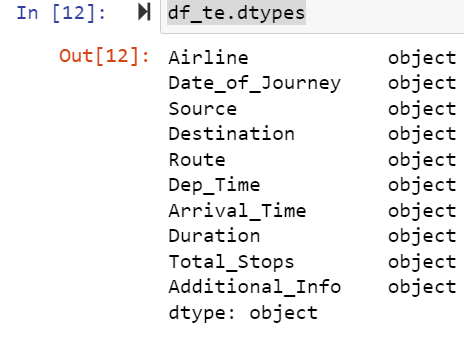 In [12]: df_te.dtypes
Out[12]: Airline object
Date_of_Journey object
Source object
Destination object
Route object
Dep_Time object
Arrival_Time object
Duration object
Total_Stops object
Additional_Info object
dtype: object